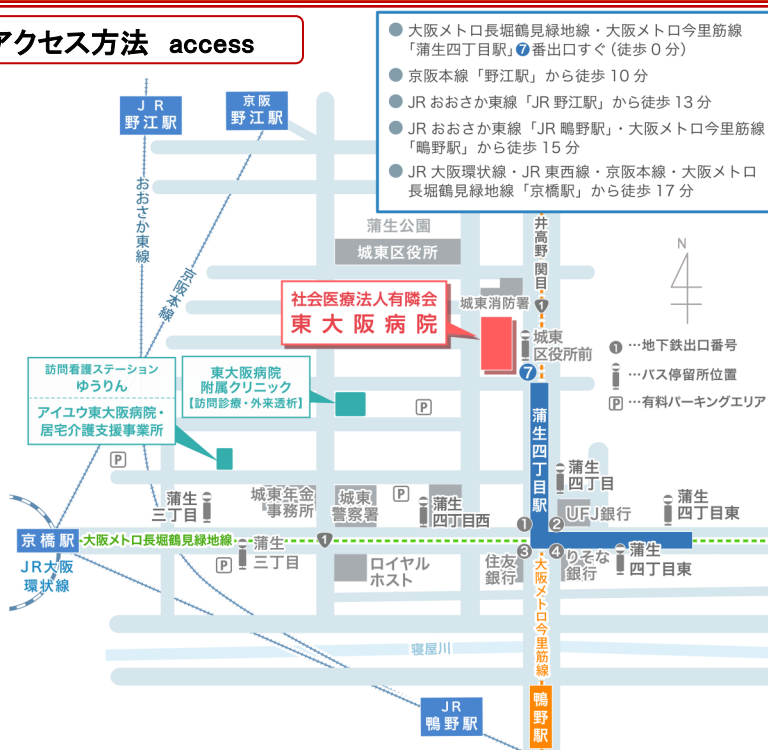 アクセス方法 access
● 大阪メトロ長堀鶴見緑地線・大阪メトロ今里筋線
「蒲生四丁目駅」❼番出口すぐ（徒歩０分）
● 京阪本線「野江駅」から徒歩 10 分
● JR おおさか東線「JR 野江駅」から徒歩 13 分
● JR おおさか東線「JR 鴫野駅」・大阪メトロ今里筋線
「鴫野駅」から徒歩 15 分
● JR 大阪環状線・JR 東西線・京阪本線・大阪メトロ
長堀鶴見緑地線「京橋駅」から徒歩 17 分
ＪＲ
野江駅
京阪
野江駅
おおさか東線
京阪本線
蒲生公園
城東区役所
井高野
関目
1
N
社会医療法人有隣会
東大阪病院
城東消防署
城東
区役所前
❼
❶…地下鉄出口番号
…バス停留所位置
P…有料パーキングエリア
訪問看護ステーション
ゆうりん
アイユウ東大阪病院・
居宅介護支援事業所
東大阪病院
附属クリニック
【訪問診療・外来透析】
P
P
蒲生四丁目駅
蒲生
三丁目
城東年金
事務所
城東
警察署
P
蒲生
四丁目西
蒲生
四丁目
UFJ銀行
蒲生
四丁目東
❶
❷
京橋駅
大阪メトロ長堀鶴見緑地線
1
JR大阪
環状線
P
蒲生
三丁目
ロイヤル
ホスト
住友
銀行
❸
❹
りそな
銀行
蒲生
四丁目東
大阪メトロ今里筋線
寝屋川
JR
鴫野駅
鴫野駅